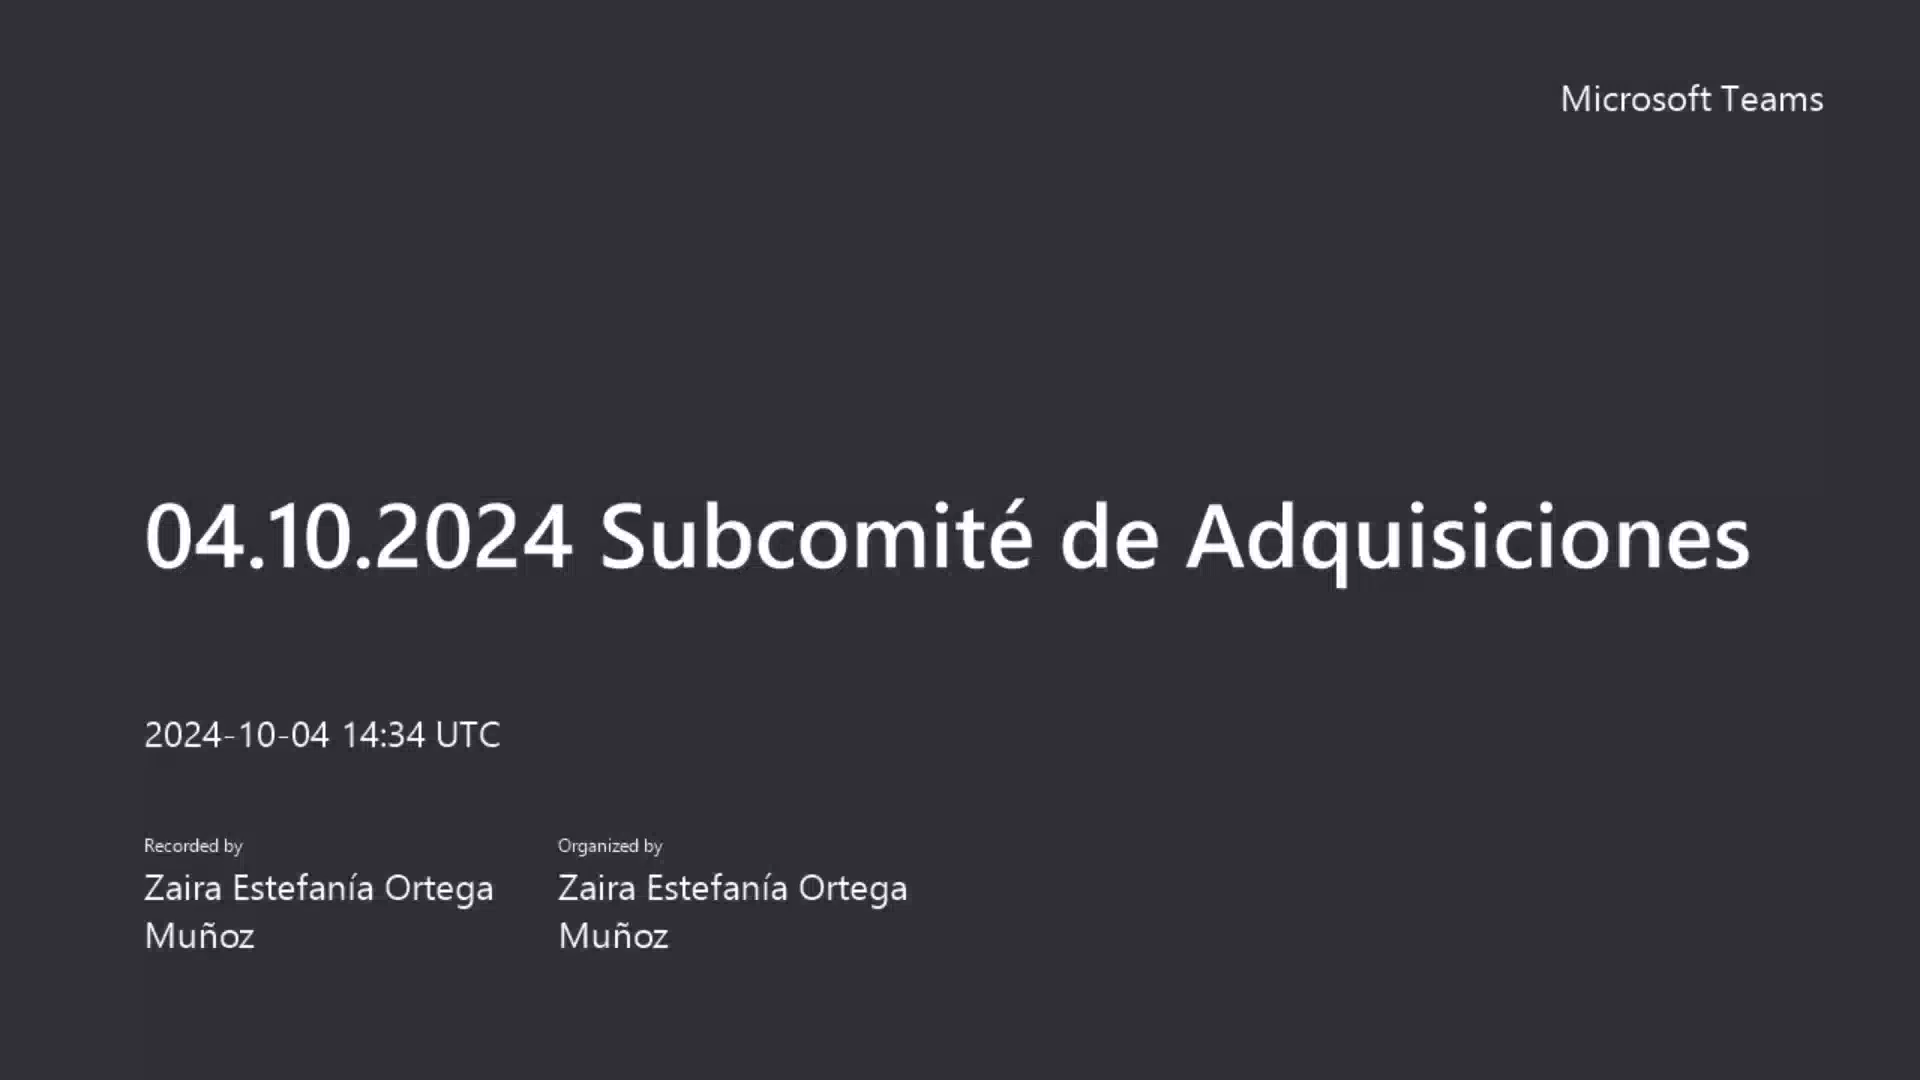 Microsoft Teams
04.10.2024 Subcomité de Adquisiciones
2024-10-04 14:34 UTC
Recorded by
Zaira Estefanía Ortega
Muñoz
Organized by
Zaira Estefanía Ortega
Muñoz